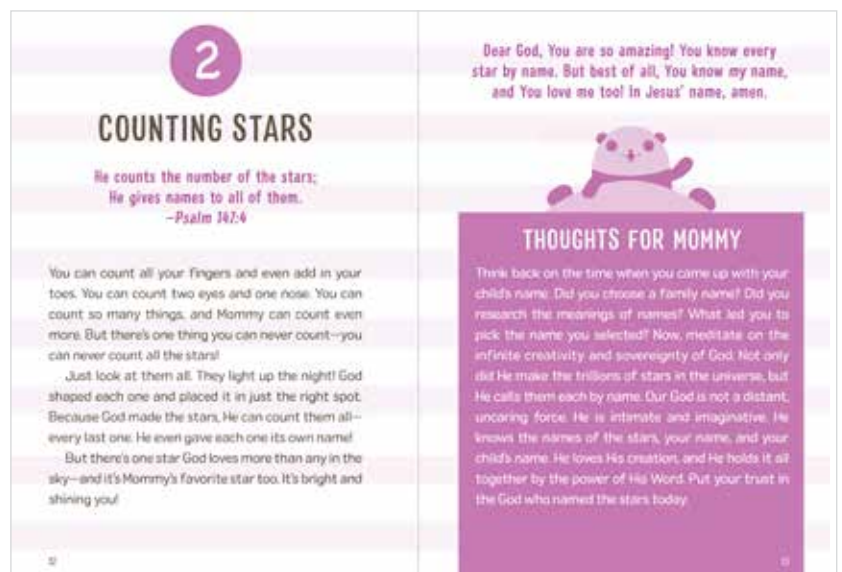 2
COUNTING STARS
He counts the number of the stars;
He gives names to all of them.
—Psalm 147:4
You can count all your fingers and even add in your
toes. You can count two eyes and one nose. You can
count so many things, and Mommy can count even
more. But there's one thing you can never count—you
can never count all the stars!
Just look at them all. They light up the night! God
shaped each one and placed it in just the right spot.
Because God made the stars, He can count them all—
every last one. He even gave each one its own name!
But there's one star God loves more than any in the
sky—and it's Mommy's favorite star too. It's bright and
shining you!
Dear God, You are so amazing! You know every
star by name. But best of all, You know my name,
and You love me too! In Jesus' name, amen.
THOUGHTS FOR MOMMY
Think back on the time when you came up with your
child's name. Did you choose a family name? Did you
research the meanings of names? What led you to
pick the name you selected? Now, meditate on the
infinite creativity and sovereignty of God. Not only
did He make the trillions of stars in the universe, but
He calls them each by name. Our God is not a distant,
uncaring force. He is intimate and imaginative. He
knows the names of the stars, your name, and your
child's name. He loves His creation, and He holds it all
together by the power of His Word. Put your trust in
the God who named the stars today.